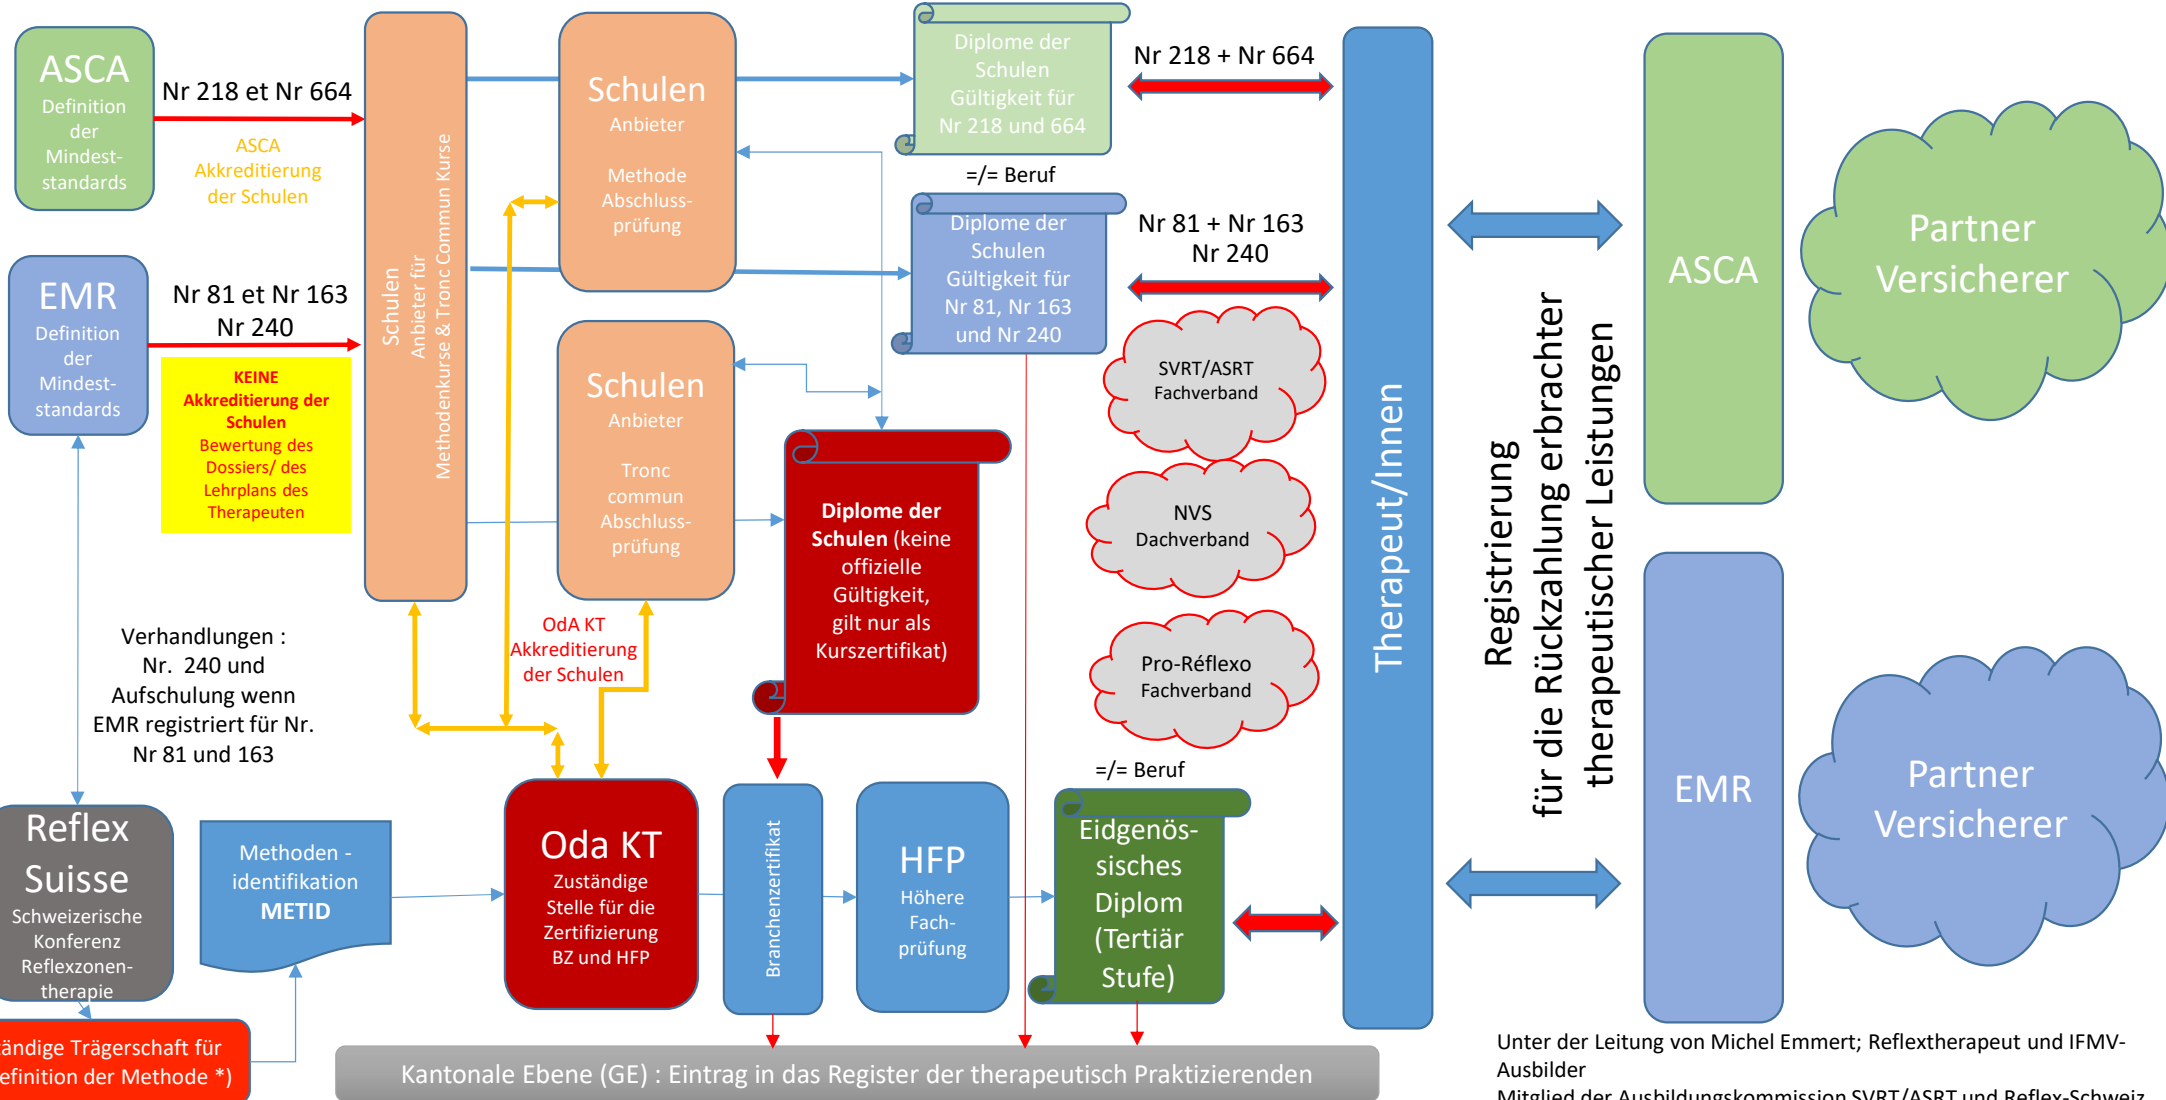 ASCA
Definition
der
Mindest-
standards
Nr 218 et Nr 664
ASCA
Akkreditierung
der Schulen
EMR
Definition
der
Mindest-
standards
Nr 81 et Nr 163
Nr 240
KEINE
Akkreditierung der
Schulen
Bewertung des
Dossiers/ des
Lehrplans des
Therapeuten
Verhandlungen :
Nr. 240 und
Aufschulung wenn
EMR registriert für Nr.
Nr 81 und 163
Reflex
Suisse
Schweizerische
Konferenz
Reflexzonen-
therapie
tändige Trägerschaft für
efinition der Methode *)
Methoden -
identifikation
METID
Schulen
Anbieter für
Methodenkurse & Tronc Commun Kurse
Schulen
Anbieter
Methode
Abschluss-
prüfung
Schulen
Anbieter
Tronc
commun
Abschluss-
prüfung
OdA KT
Akkreditierung
der Schulen
Oda KT
Zuständige
Stelle für die
Zertifizierung
BZ und HFP
Diplome der
Schulen
Gültigkeit für
Nr 218 und 664
=/= Beruf
Diplome der
Schulen
Gültigkeit für
Nr 81, Nr 163
und Nr 240
Diplome der
Schulen (keine
offizielle
Gültigkeit,
gilt nur als
Kurszertifikat)
Branchenzertifikat
HFP
Höhere
Fach-
prüfung
=/= Beruf
Eidgenös-
sisches
Diplom
(Tertiär
Stufe)
Nr 218 + Nr 664
Nr 81 + Nr 163
Nr 240
SVRT/ASRT
Fachverband
NVS
Dachverband
Pro-Réflexo
Fachverband
Therapeut/Innen
Registrierung
für die Rückzahlung erbrachter
therapeutischer Leistungen
ASCA
Partner
Versicherer
EMR
Partner
Versicherer
Kantonale Ebene (GE) : Eintrag in das Register der therapeutisch Praktizierenden
Unter der Leitung von Michel Emmert; Reflextherapeut und IFMV-
Ausbilder
Mitglied der Ausbildungskommission SVRT/ASRT und Reflex-Schweiz